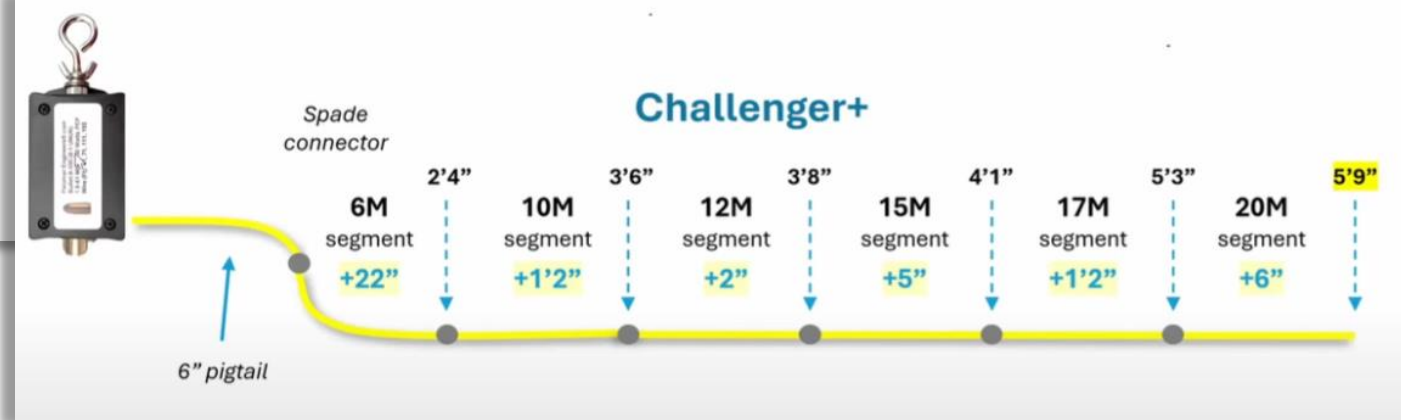 Challenger+
Spade
connector
2’4”
3’6”
3’8”
4’1”
5’3”
5’9”
6M
segment
+22”
10M
segment
+1’2”
12M
segment
+2”
15M
segment
+5”
17M
segment
+1’2”
20M
segment
+6”
6” pigtail